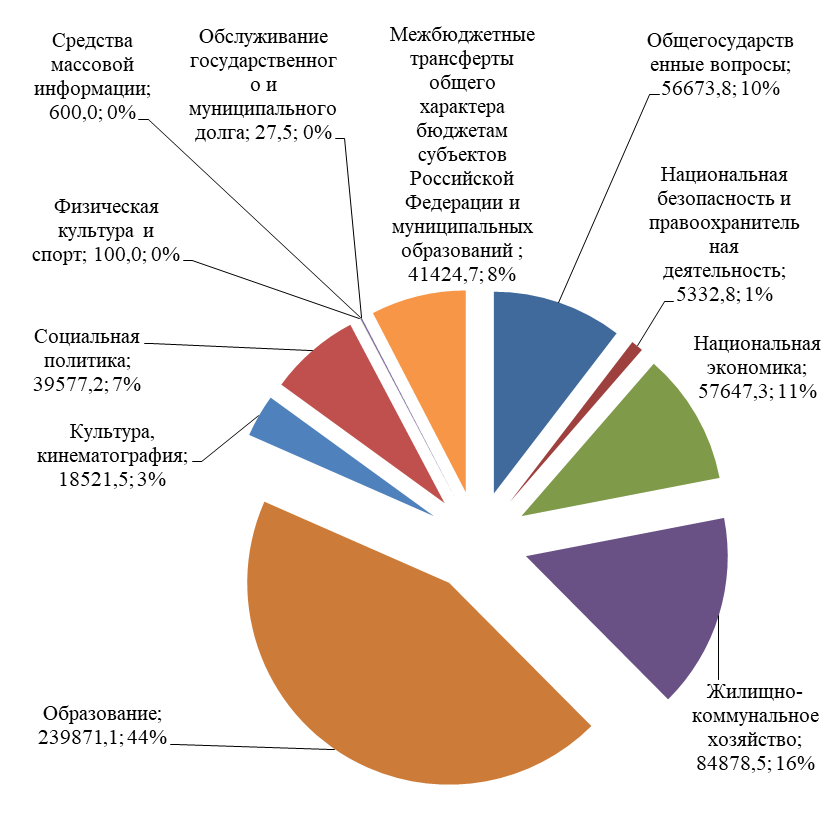 Средства
массовой
информации;
600,0; 0%
Обслуживание
государственног
о и
муниципального
долга; 27,5; 0%
Межбюджетные
трансферты
общего
характера
бюджетам
субъектов
Российской
Федерации и
муниципальных
образований ;
41424,7; 8%
Общегосударств
енные вопросы;
56673,8; 10%
Национальная
безопасность и
правоохранитель
ная
деятельность;
5332,8; 1%
Национальная
экономика;
57647,3; 11%
Жилищно-
коммунальное
хозяйство;
84878,5; 16%
Образование;
239871,1; 44%
Культура,
кинематография;
18521,5; 3%
Социальная
политика;
39577,2; 7%
Физическая
культура и
спорт; 100,0; 0%